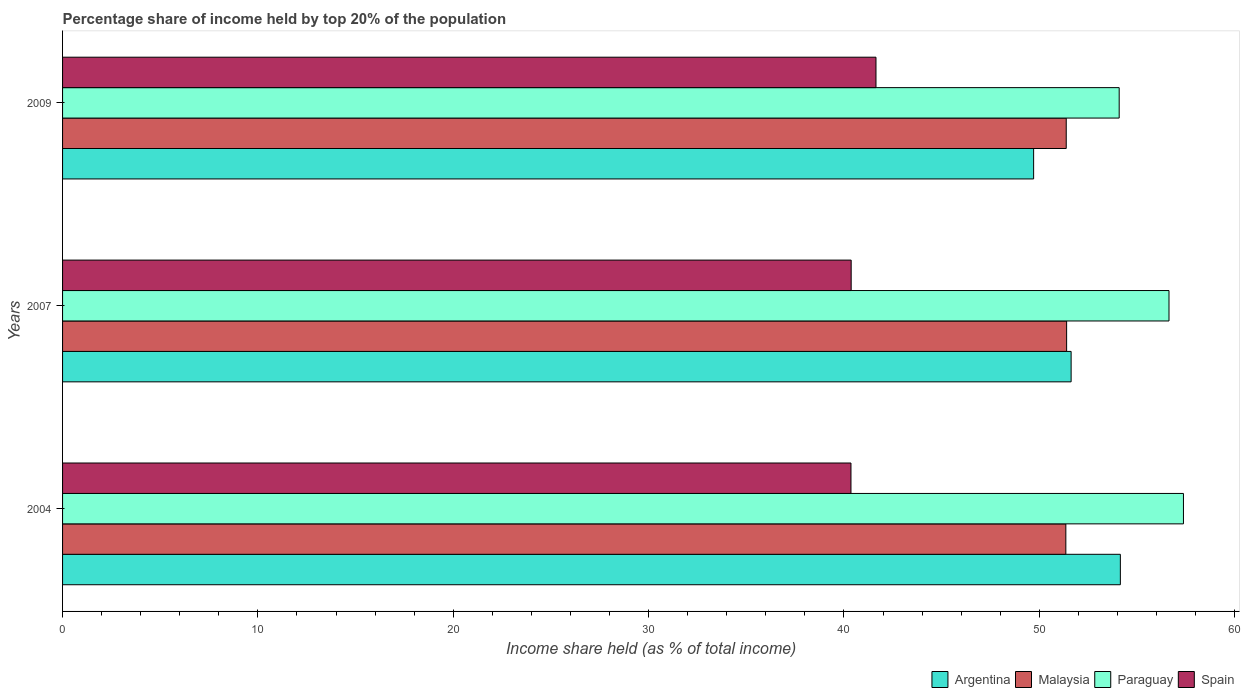 Percentage share of income held by top 20% of the population
2009
2007
2004
Years
0
10
20
30
40
50
60
Income share held (as % of total income)
Argentina
Malaysia
Paraguay
Spain